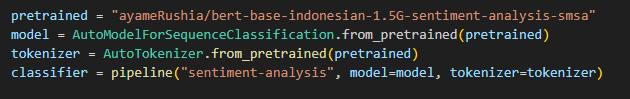 pretrained = "ayameRushia/bert-base-indonesian-1.5G-sentiment-analysis-smsa"
model = AutoModelForSequenceClassification.from_pretrained(pretrained)
tokenizer = AutoTokenizer.from_pretrained(pretrained)
classifier = pipeline("sentiment-analysis", model=model, tokenizer=tokenizer)